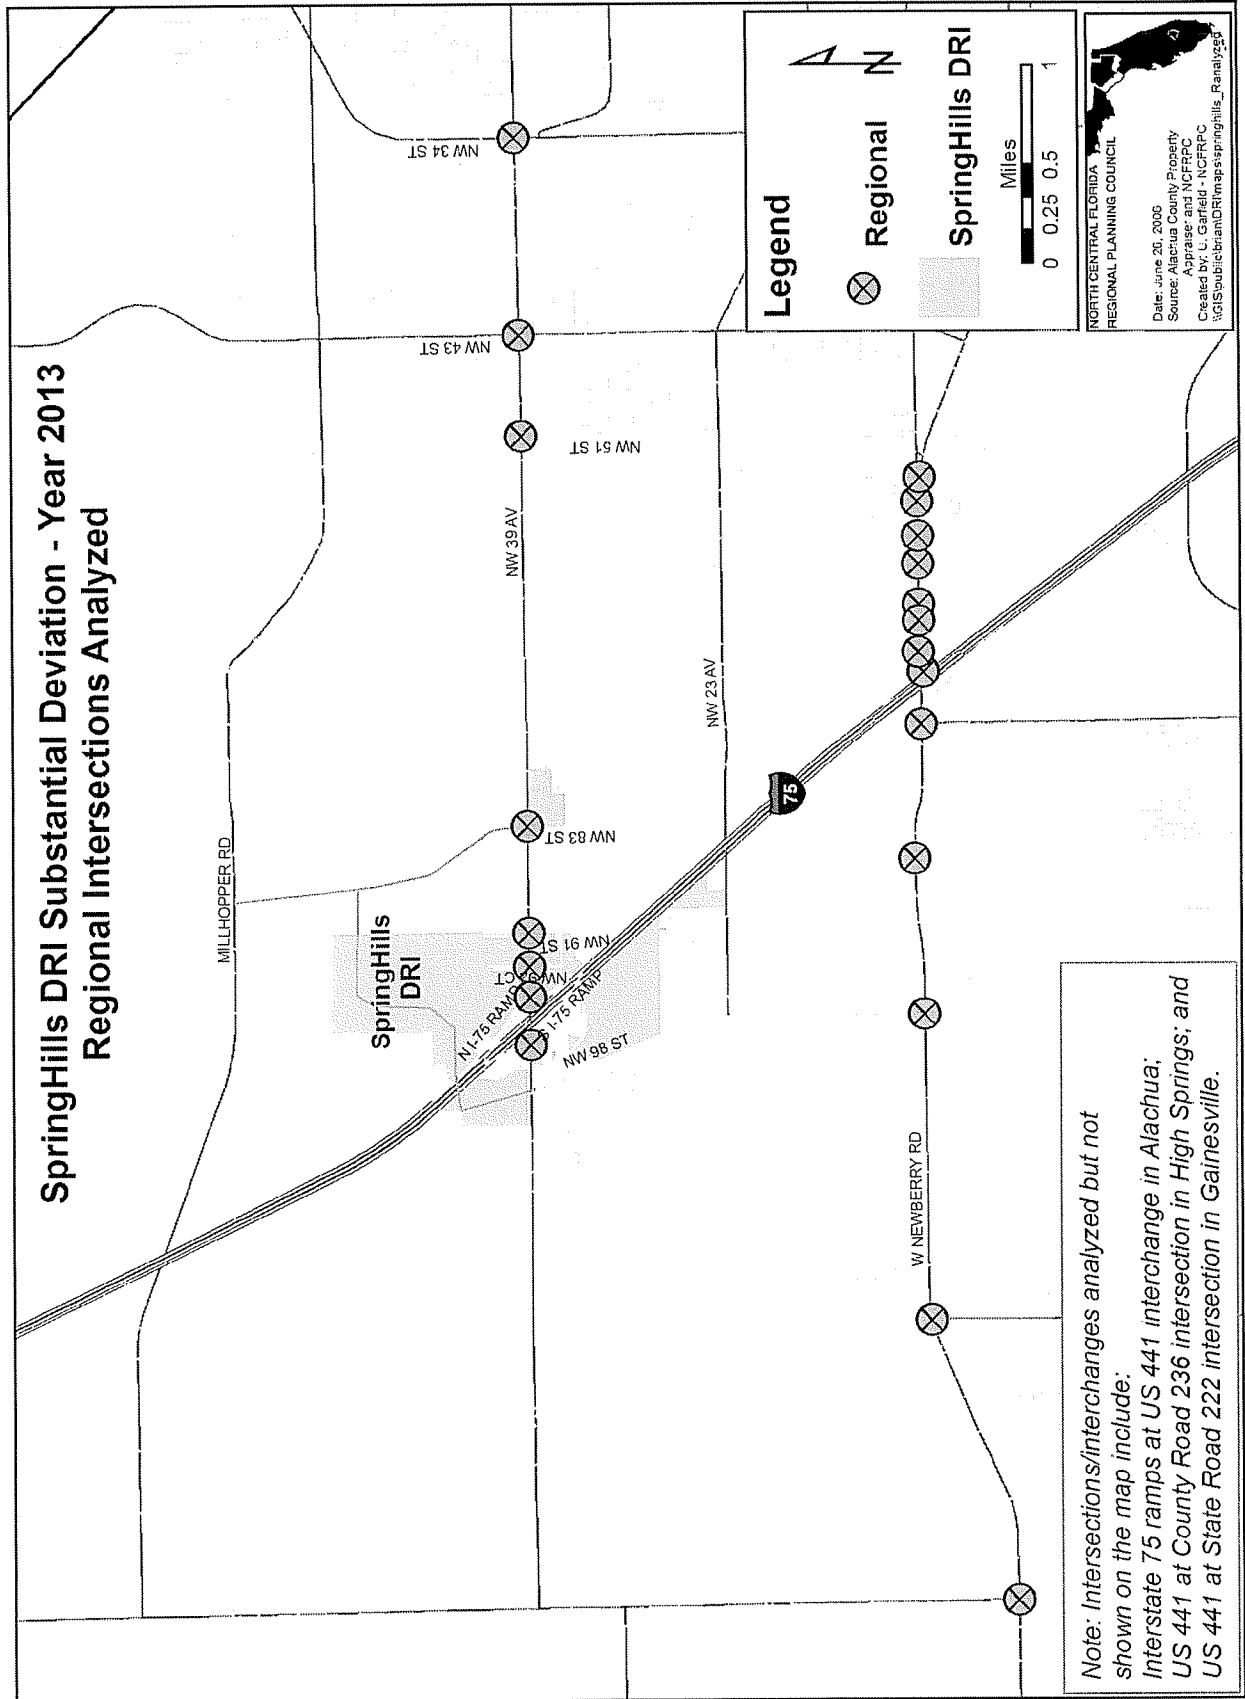 SpringHills DRI Substantial Deviation - Year 2013
Regional Intersections Analyzed
MILLHOPPER RD
SpringHills
DRI
N I-75 RAMP
S I-75 RAMP
NW 98 ST
NW CT
NW 91 ST
NW 83 ST
NW 39 AV
NW 51 ST
NW 43 ST
NW 34 ST
NW 23 AV
75
W NEWBERRY RD
Note: Intersections/interchanges analyzed but not
shown on the map include:
Interstate 75 ramps at US 441 interchange in Alachua;
US 441 at County Road 236 intersection in High Springs; and
US 441 at State Road 222 intersection in Gainesville.
Legend
Regional
N
SpringHills DRI
Miles
0 0.25 0.5 1
NORTH CENTRAL FLORIDA
REGIONAL PLANNING COUNCIL
Date: June 26, 2006
Source: Alachua County Property
Appraiser and NCFRPC
Created by: Garfield - NCFRPC